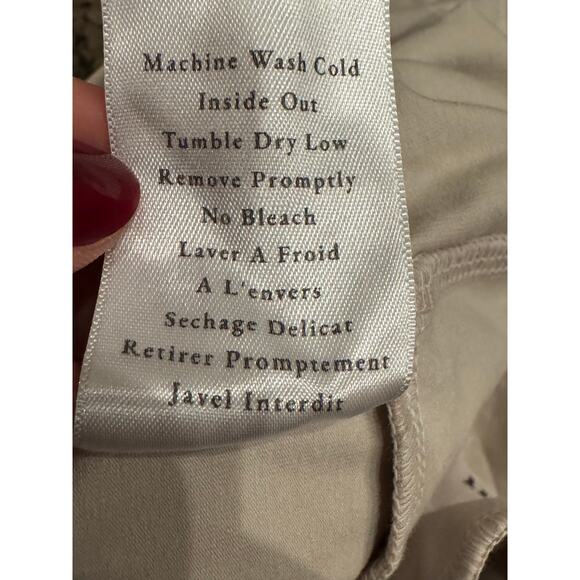 Machine Wash Cold
Inside Out
Tumble Dry Low
Remove Promptly
No Bleach
Laver A Froid
A L'envers
Sechage Delicat
Retirer Promptement
Javel Interdit